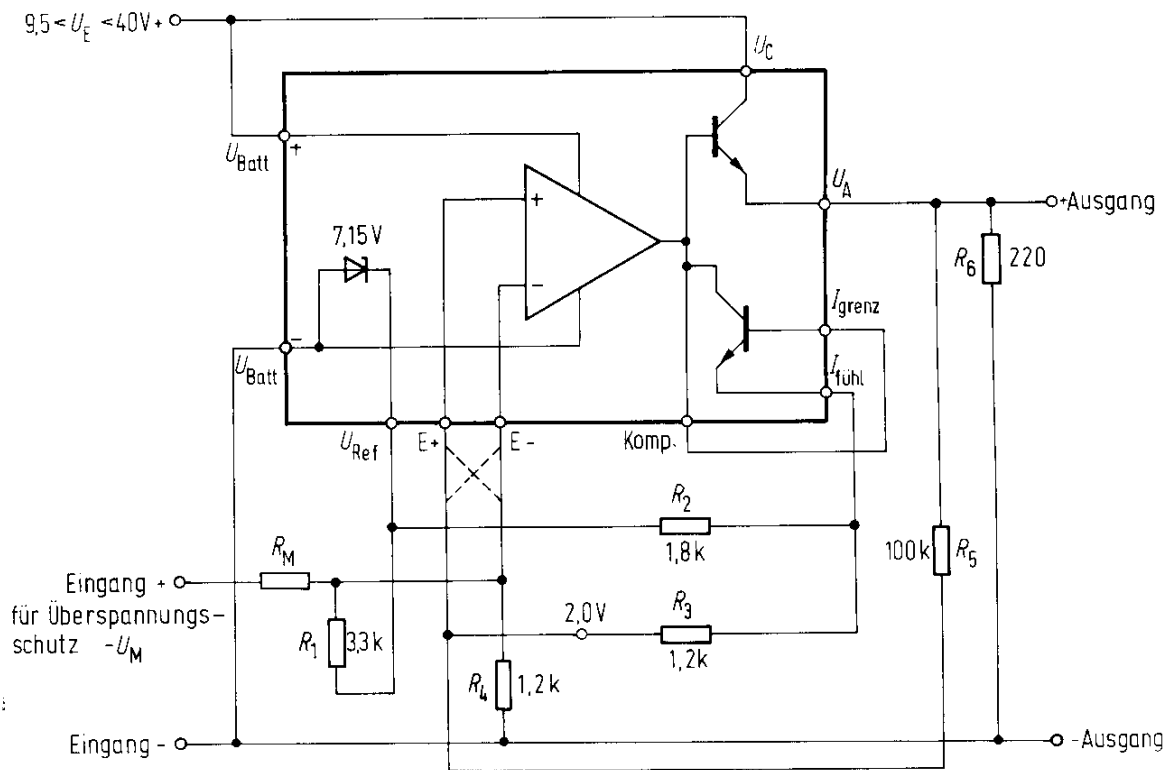 9,5 < U_E < 40V +
U_C
U_Batt
+
7,15 V
+
−
U_A
+Ausgang
R_6 220
I_grenz
−
U_Batt
I_fühl
U_Ref
E+
E−
Komp.
R_2
1,8k
R_M
100k R_5
Eingang +
für Überspannungs-
schutz -U_M
R_1 3,3k
2,0V
R_3
1,2k
R_4 1,2k
Eingang −
-Ausgang